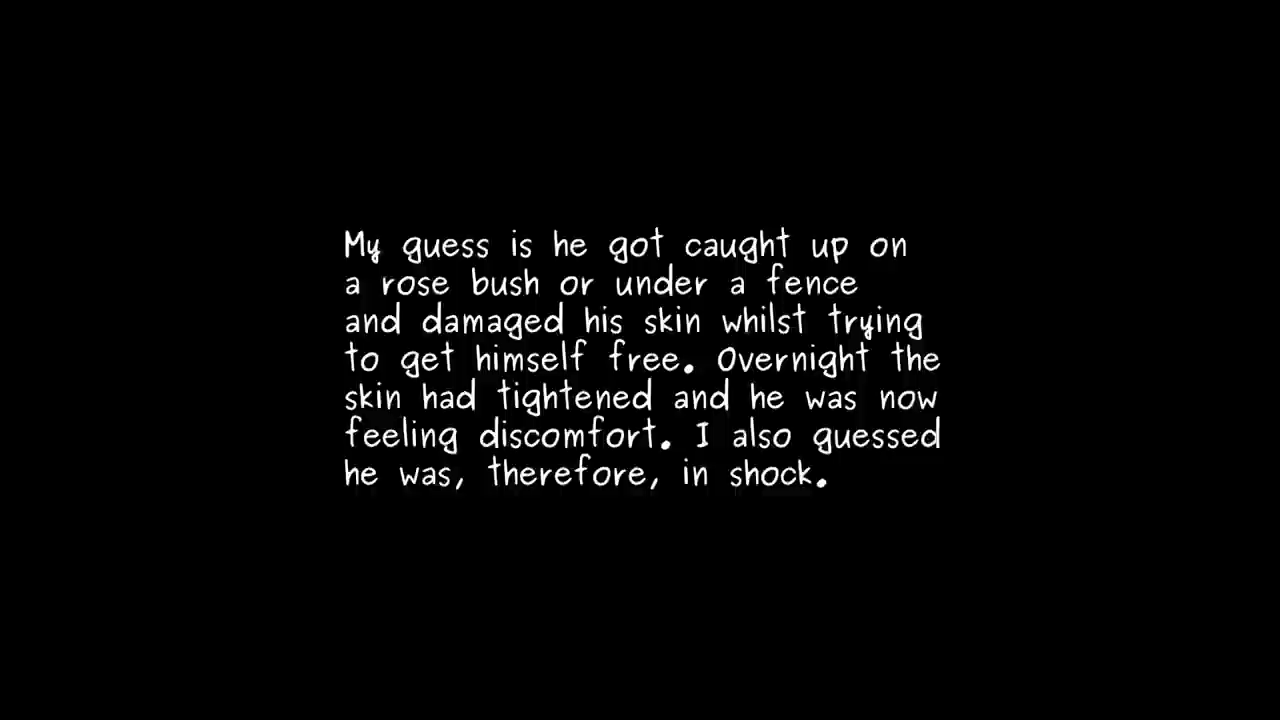 My guess is he got caught up on
a rose bush or under a fence
and damaged his skin whilst trying
to get himself free. Overnight the
skin had tightened and he was now
feeling discomfort. I also guessed
he was, therefore, in shock.